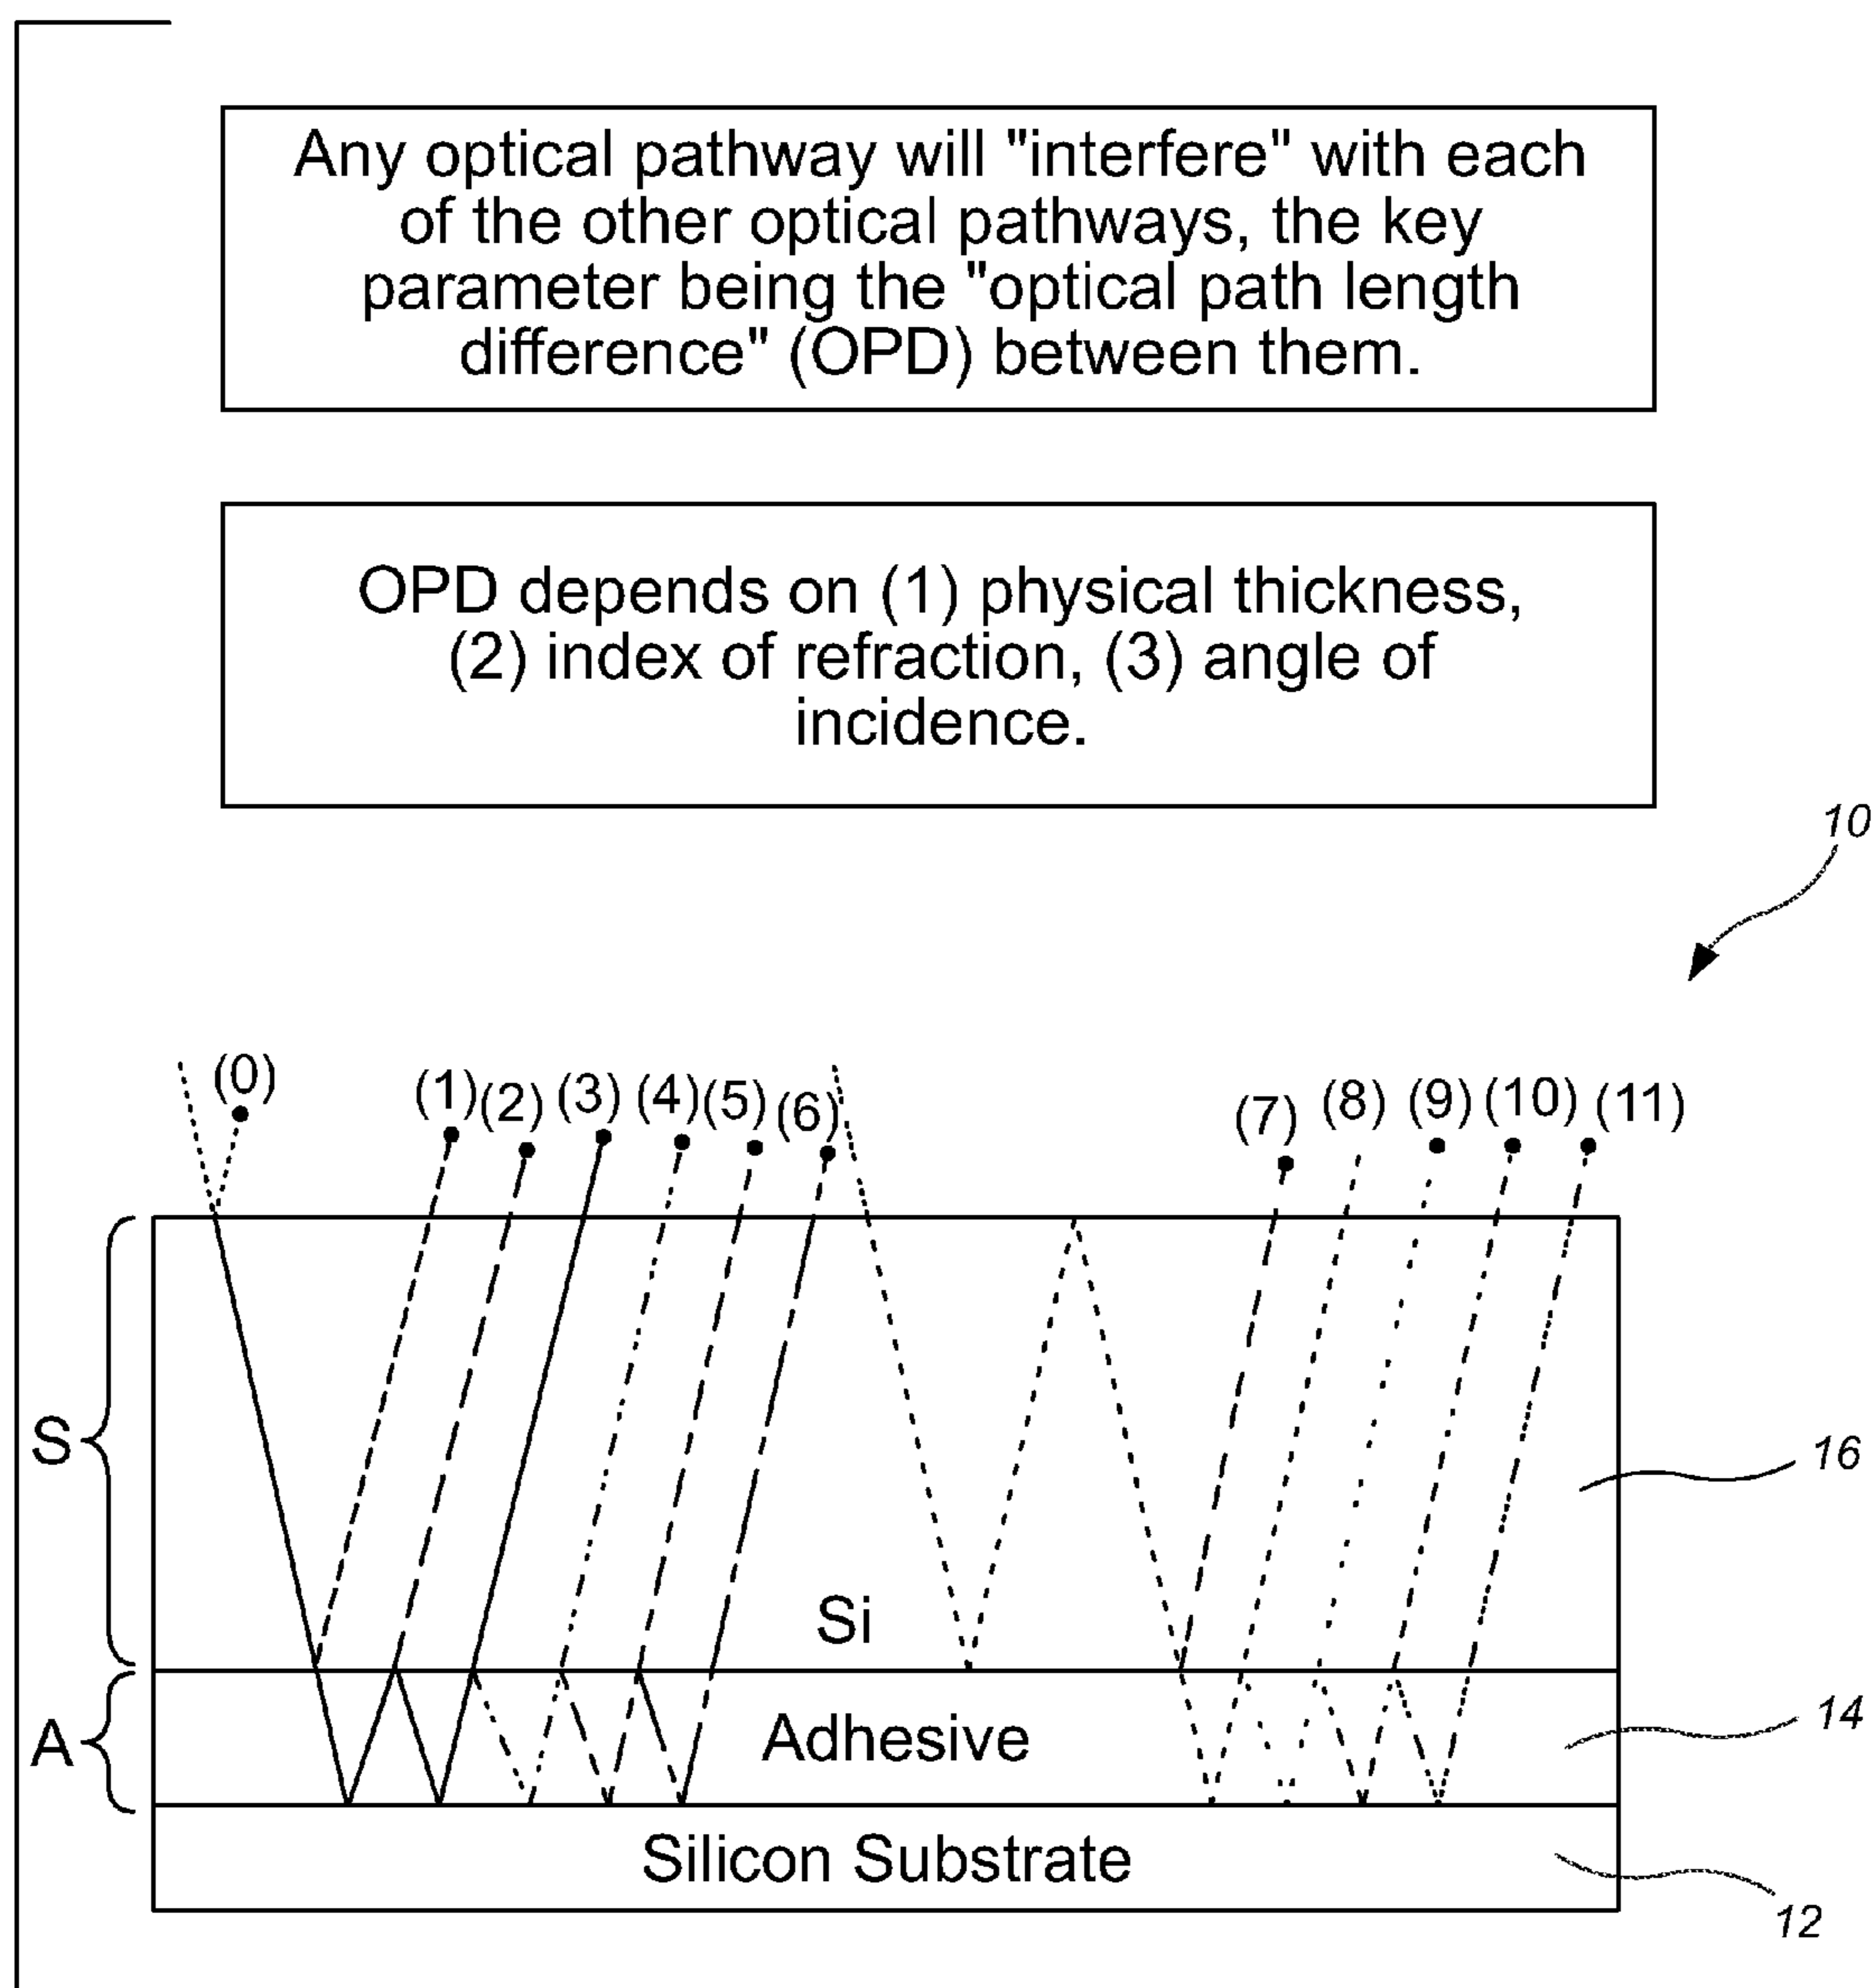 Any optical pathway will "interfere" with each
of the other optical pathways, the key
parameter being the "optical path length
difference" (OPD) between them.
OPD depends on (1) physical thickness,
(2) index of refraction, (3) angle of
incidence.
10
(0) (1) (2) (3) (4) (5) (6) (7) (8) (9) (10) (11)
S
16
Si
A
Adhesive
14
Silicon Substrate
12